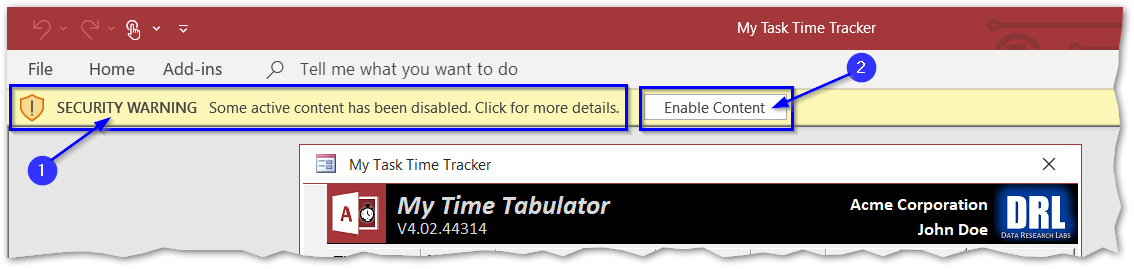 My Task Time Tracker
File Home Add-ins Tell me what you want to do
2
SECURITY WARNING Some active content has been disabled. Click for more details. Enable Content
1
My Task Time Tracker
A
My Time Tabulator
V4.02.44314
Acme Corporation
John Doe
DRL
DATA RESEARCH LABS